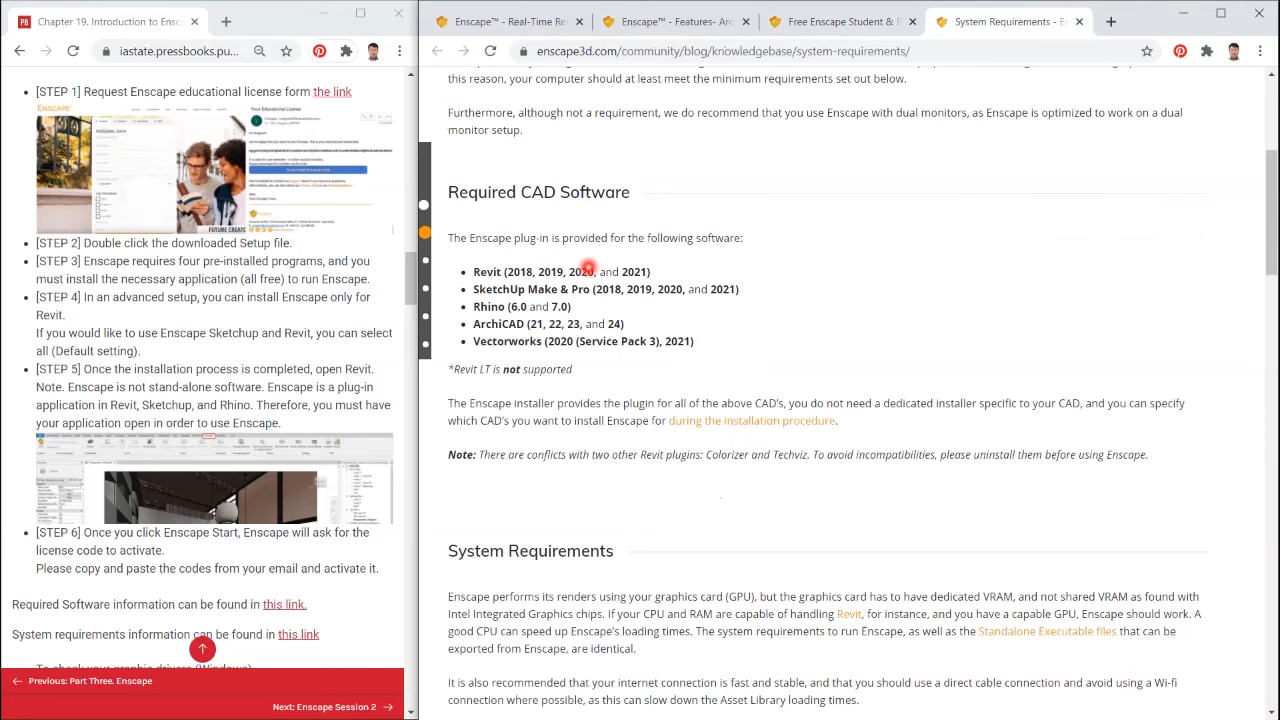 Chapter 19. Introduction to Ensca
iastate.pressbooks.pu...
[STEP 1] Request Enscape educational license form the link
ENSCAPE
Your Educational License
PERSONAL DATA
FUTURE CREATO
[STEP 2] Double click the downloaded Setup file.
[STEP 3] Enscape requires four pre-installed programs, and you
must install the necessary application (all free) to run Enscape.
[STEP 4] In an advanced setup, you can install Enscape only for
Revit.
If you would like to use Enscape Sketchup and Revit, you can select
all (Default setting).
[STEP 5] Once the installation process is completed, open Revit.
Note. Enscape is not stand-alone software. Enscape is a plug-in
application in Revit, Sketchup, and Rhino. Therefore, you must have
your application open in order to use Enscape.
[STEP 6] Once you click Enscape Start, Enscape will ask for the
license code to activate.
Please copy and paste the codes from your email and activate it.
Required Software information can be found in this link.
System requirements information can be found in this link
Previous: Part Three. Enscape
Next: Enscape Session 2
Enscape™ - Real-Time
Enscape™ - Features
System Requirements - E
enscape3d.com/community/blog/knowledgebase/system-requirements/
this reason, your computer should at least meet the minimum requirements set out below.
Furthermore, although not a requirement, we do recommend that you use Enscape with dual monitors as Enscape is optimized to work on a dual
monitor setup.
Required CAD Software
The Enscape plugin is provided for the following CADs:
Revit (2018, 2019, 2020, and 2021)
SketchUp Make & Pro (2018, 2019, 2020, and 2021)
Rhino (6.0 and 7.0)
ArchiCAD (21, 22, 23, and 24)
Vectorworks (2020 (Service Pack 3), 2021)
*Revit LT is not supported
The Enscape installer provides the plugin for all of the above CAD's, you do not need a dedicated installer specific to your CAD, and you can specify
which CAD's you want to install Enscape for during the installation procedure.
Note: There are conflicts with two other Revit plugins: Colorizer and Techviz. To avoid incompatibilities, please uninstall them before using Enscape.
System Requirements
Enscape performs its renders using your graphics card (GPU), but the graphics card has to have dedicated VRAM, and not shared VRAM as found with
Intel Integrated Graphics chips. If your CPU and RAM are capable of handling Revit, for instance, and you have a capable GPU, Enscape should work. A
good CPU can speed up Enscape's loading times. The system requirements to run Enscape, as well as the Standalone Executable files that can be
exported from Enscape, are identical.
It is also recommended that your internet connection be fast and stable and that you should use a direct cable connection and avoid using a Wi-fi
connection where possible, as this can slow down the Asset Library loading times.